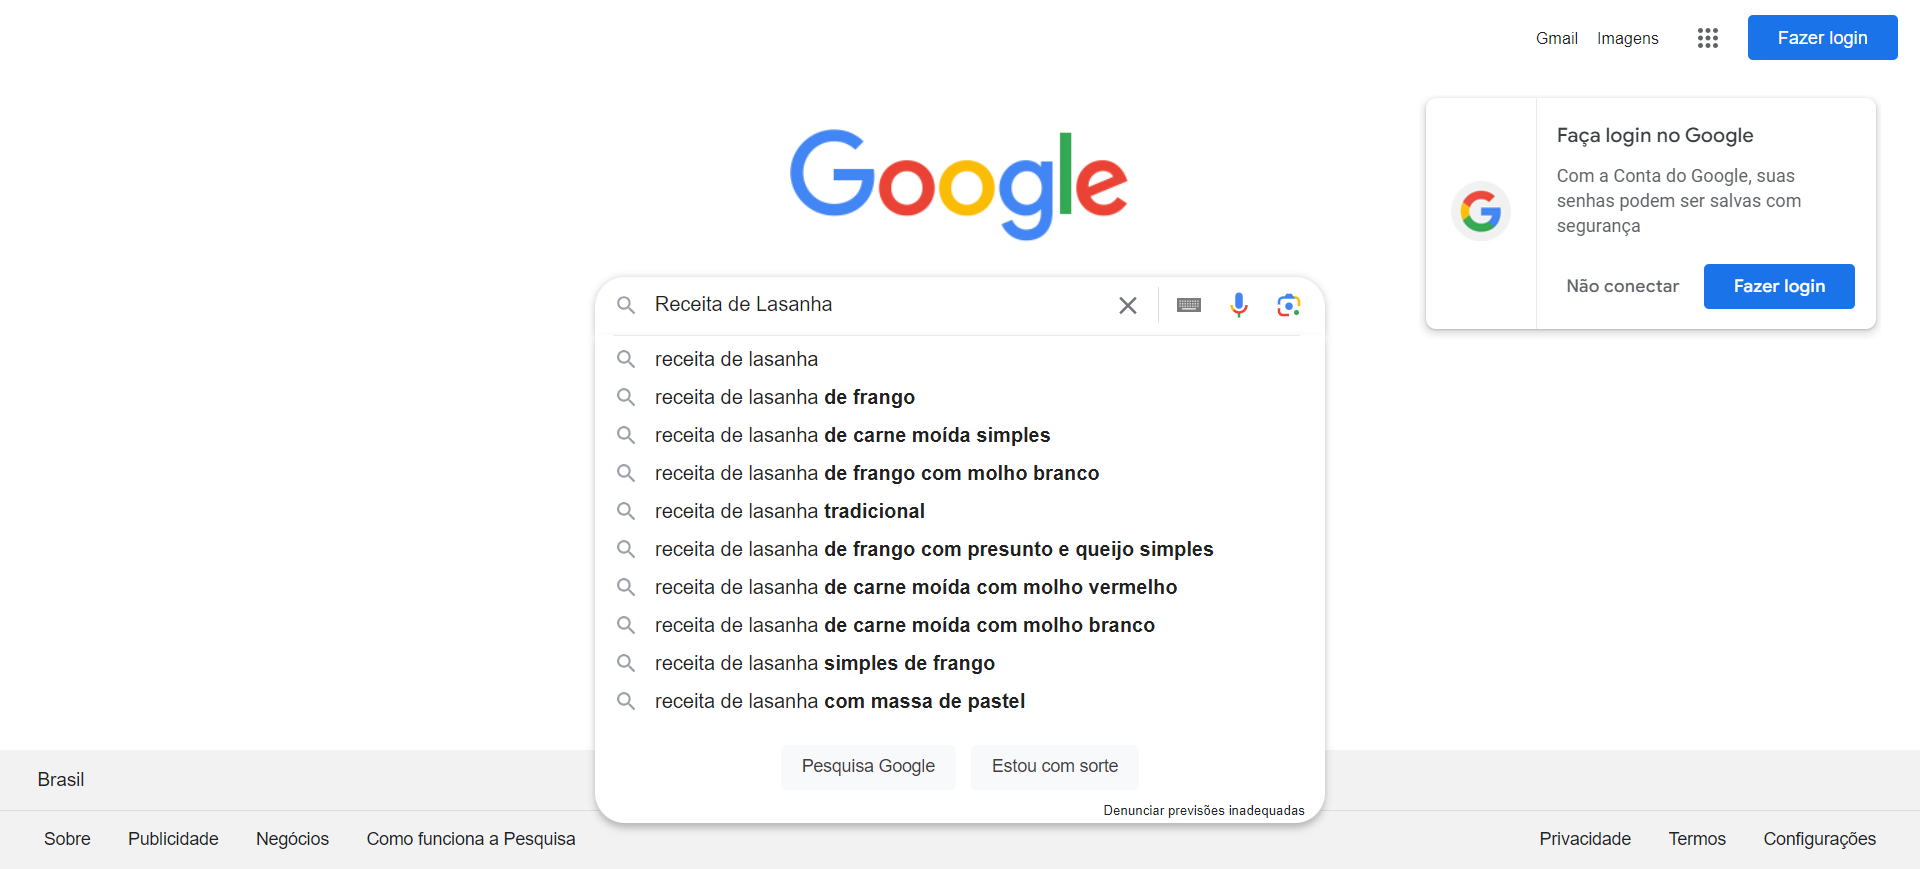 Gmail Imagens Fazer login
Google
Faça login no Google
Com a Conta do Google, suas
senhas podem ser salvas com
segurança
Não conectar Fazer login
Receita de Lasanha
receita de lasanha
receita de lasanha de frango
receita de lasanha de carne moída simples
receita de lasanha de frango com molho branco
receita de lasanha tradicional
receita de lasanha de frango com presunto e queijo simples
receita de lasanha de carne moída com molho vermelho
receita de lasanha de carne moída com molho branco
receita de lasanha simples de frango
receita de lasanha com massa de pastel
Pesquisa Google Estou com sorte
Denunciar previsões inadequadas
Brasil
Sobre Publicidade Negócios Como funciona a Pesquisa Privacidade Termos Configurações